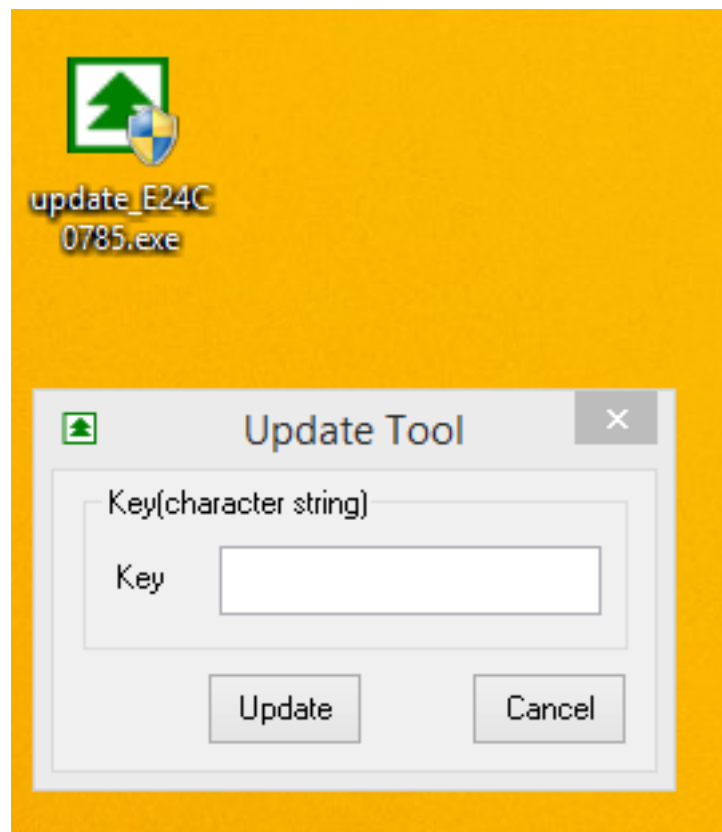 update_E24C
0785.exe
Update Tool
Key(character string)
Key
Update
Cancel